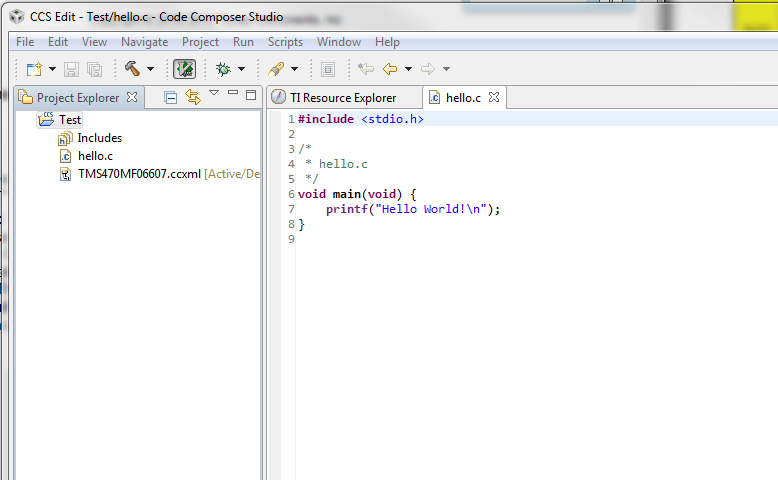 CCS Edit - Test/hello.c - Code Composer Studio
File Edit View Navigate Project Run Scripts Window Help
Project Explorer
Test
Includes
hello.c
TMS470MF06607.ccxml [Active/De
TI Resource Explorer hello.c
1 #include <stdio.h>
2
3 /*
4  * hello.c
5  */
6 void main(void) {
7     printf("Hello World!\n");
8 }
9